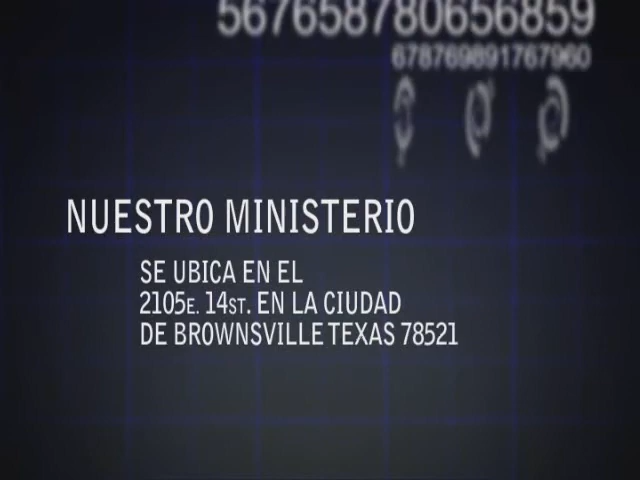 567658780656859
678769891767960
NUESTRO MINISTERIO
SE UBICA EN EL
2105E. 14ST. EN LA CIUDAD
DE BROWNSVILLE TEXAS 78521